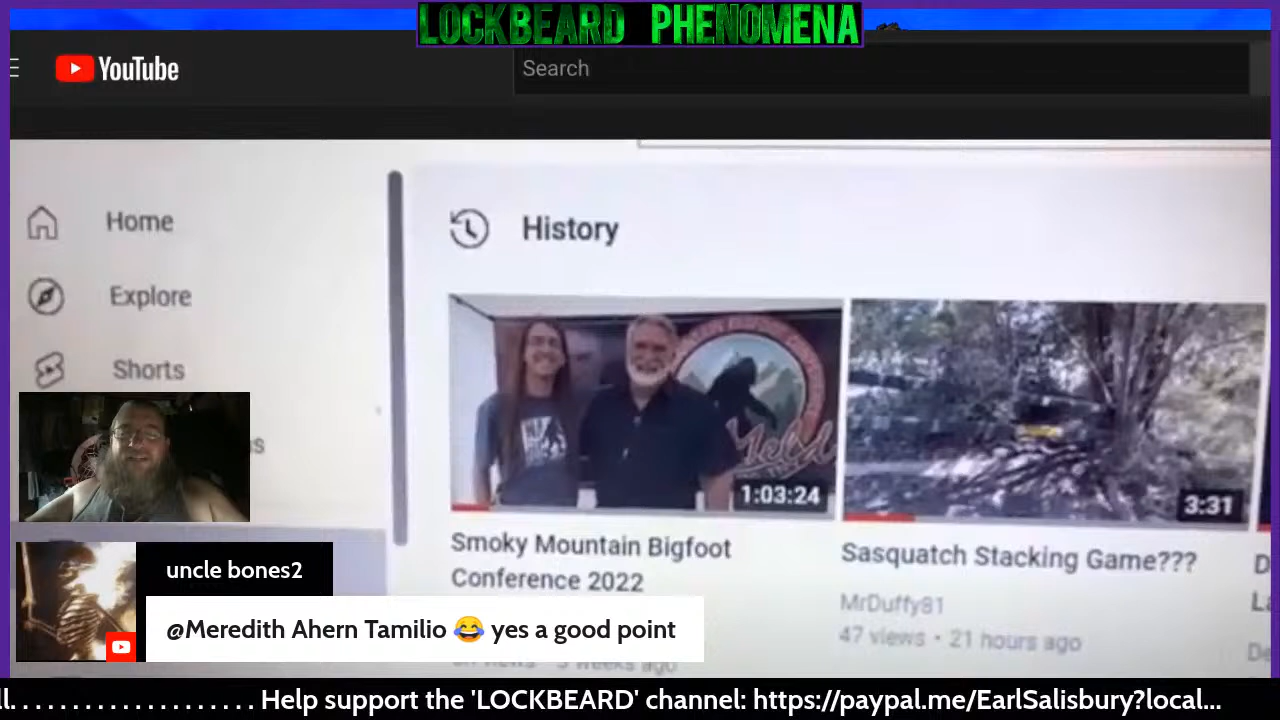 LOCKBEARD PHENOMENA
YouTube
Search
Home
Explore
Shorts
History
1:03:24
3:31
Smoky Mountain Bigfoot
Conference 2022
Sasquatch Stacking Game???
MrDuffy81
47 views • 21 hours ago
uncle bones2
@Meredith Ahern Tamilio 😂 yes a good point
Help support the 'LOCKBEARD' channel: https://paypal.me/EarlSalisbury?local...